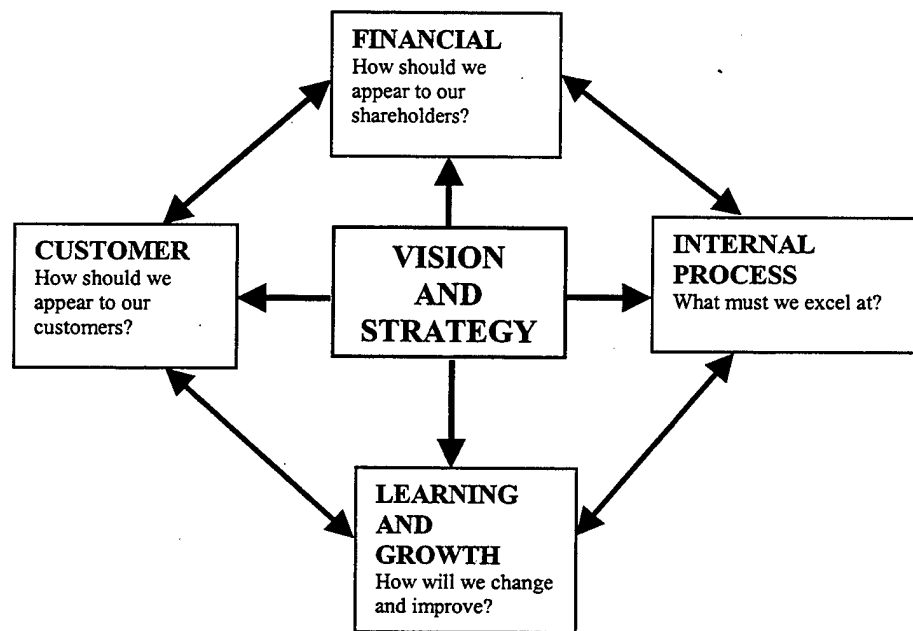 FINANCIAL
How should we
appear to our
shareholders?
CUSTOMER
How should we
appear to our
customers?
VISION
AND
STRATEGY
INTERNAL
PROCESS
What must we excel at?
LEARNING
AND
GROWTH
How will we change
and improve?